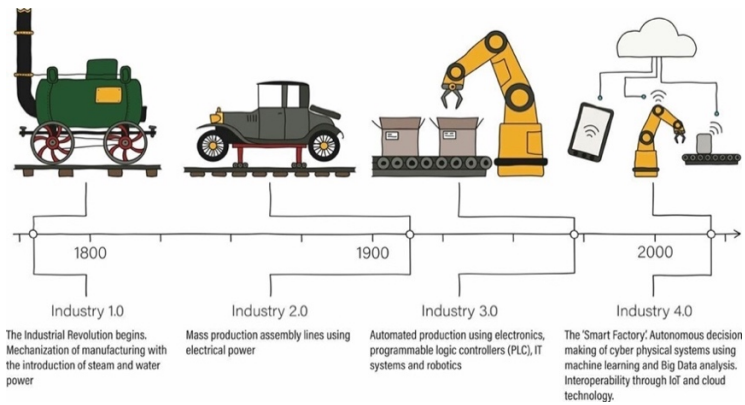 1800
1900
2000
Industry 1.0
The Industrial Revolution begins.
Mechanization of manufacturing with
the introduction of steam and water
power
Industry 2.0
Mass production assembly lines using
electrical power
Industry 3.0
Automated production using electronics,
programmable logic controllers (PLC), IT
systems and robotics
Industry 4.0
The 'Smart Factory'. Autonomous decision
making of cyber physical systems using
machine learning and Big Data analysis.
Interoperability through IoT and cloud
technology.